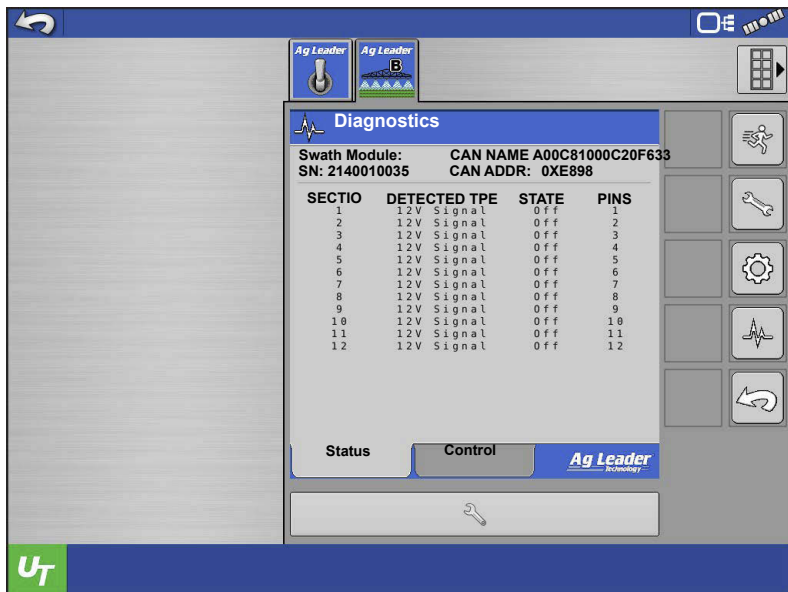 Ag Leader
Ag Leader
B
Diagnostics
Swath Module: CAN NAME A00C81000C20F633
SN: 2140010035 CAN ADDR: 0XE898
SECTIO DETECTED TPE STATE PINS
1 12V Signal Off 1
2 12V Signal Off 2
3 12V Signal Off 3
4 12V Signal Off 4
5 12V Signal Off 5
6 12V Signal Off 6
7 12V Signal Off 7
8 12V Signal Off 8
9 12V Signal Off 9
10 12V Signal Off 10
11 12V Signal Off 11
12 12V Signal Off 12
Status Control Ag Leader
Technology
UT